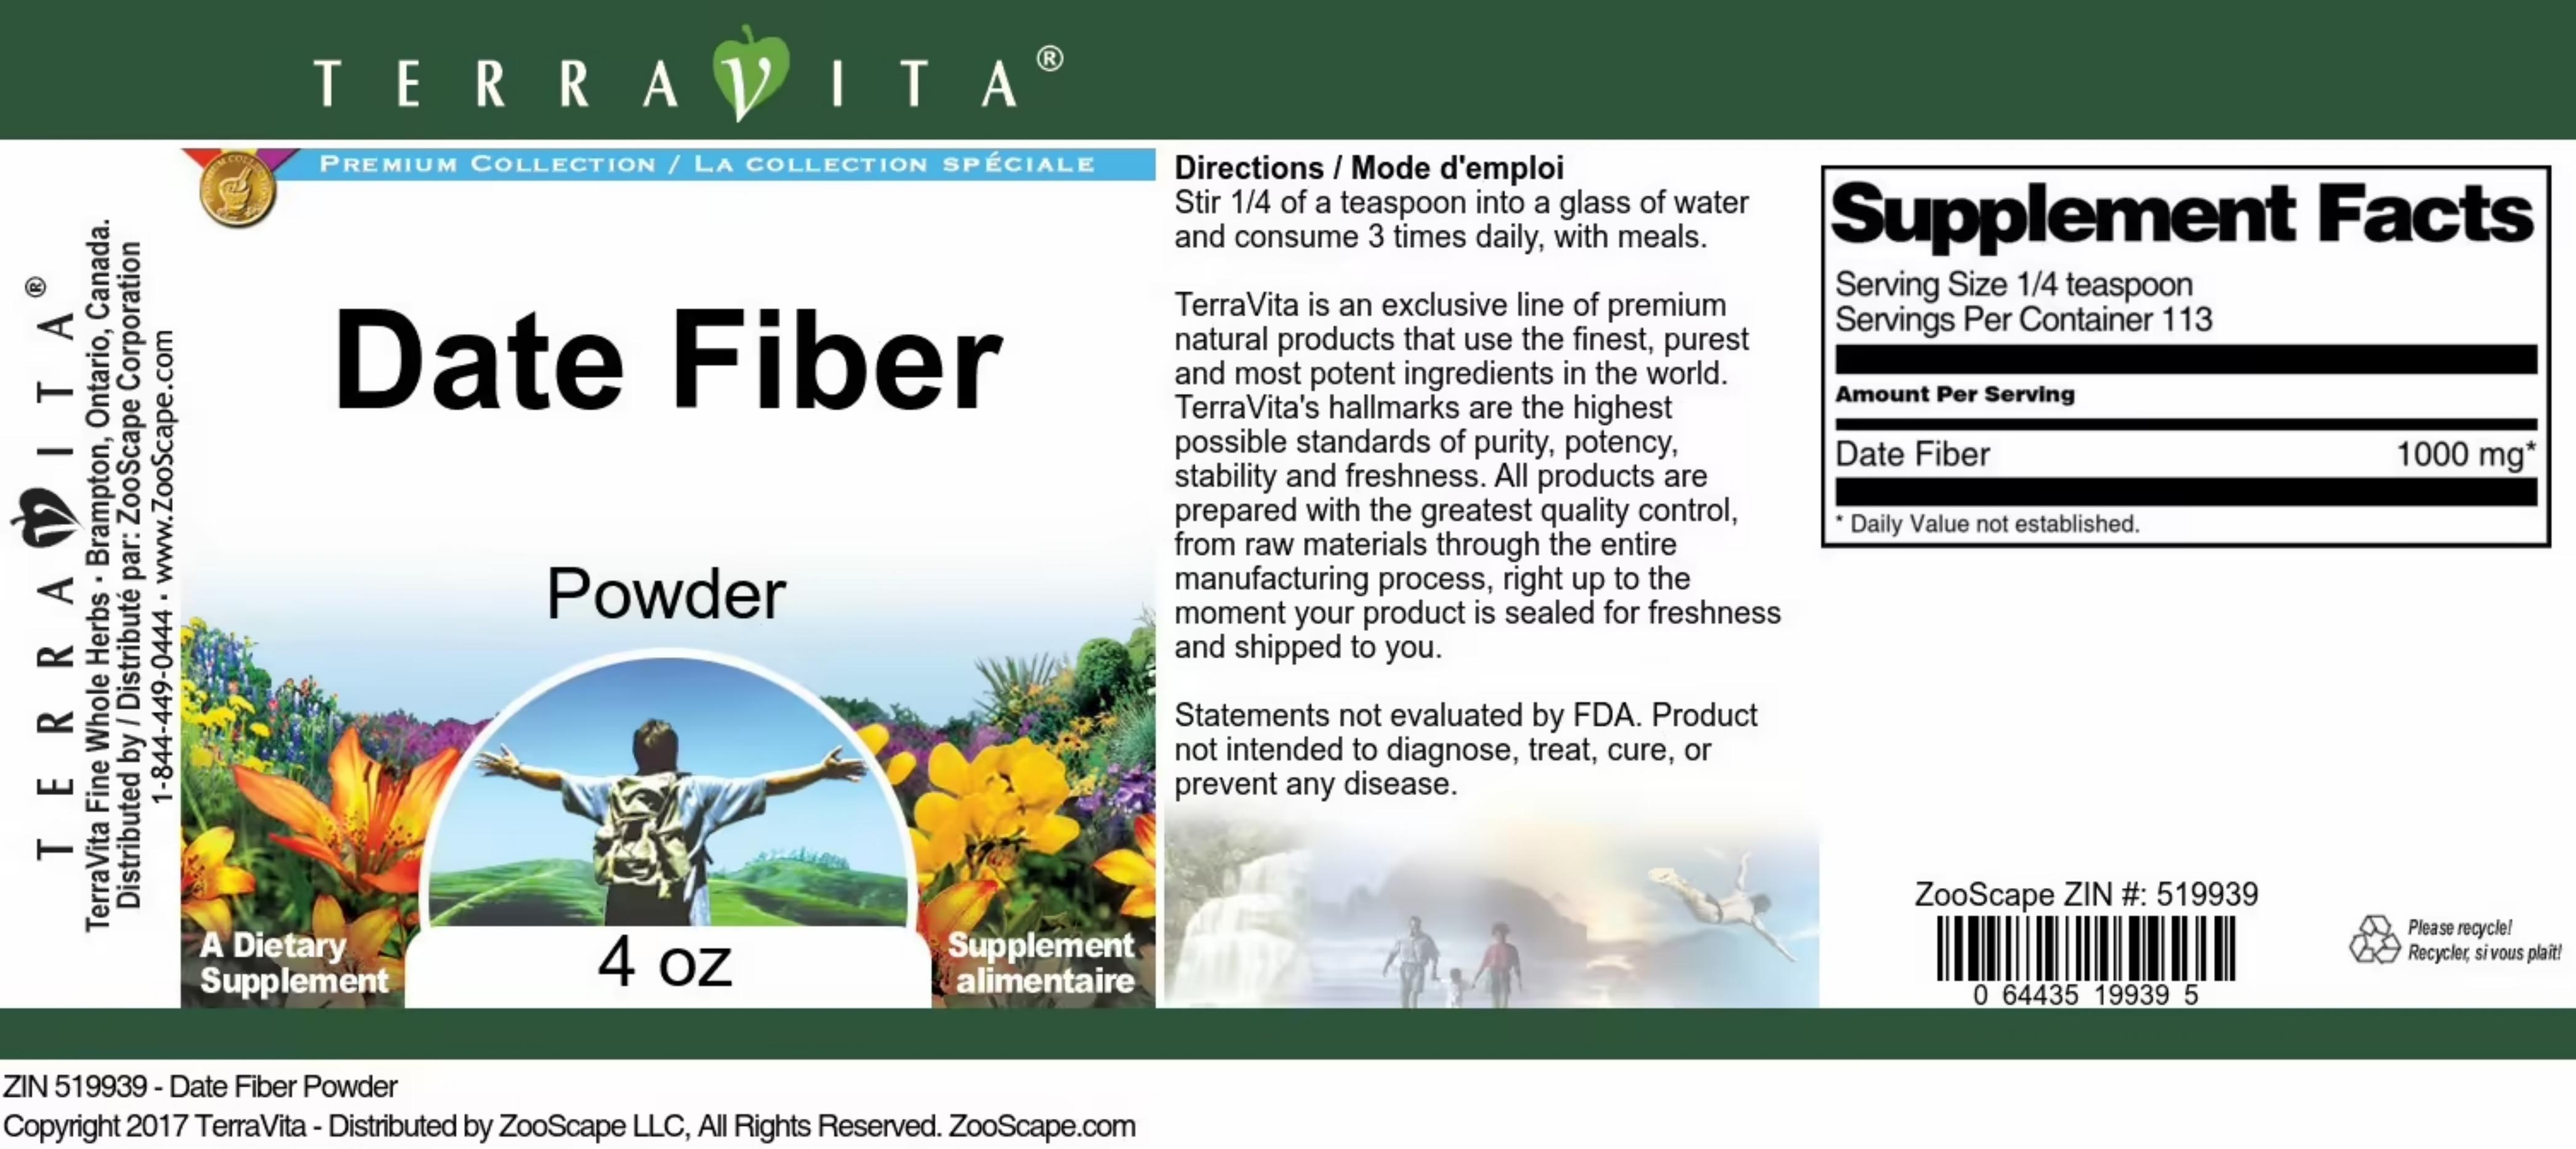 TERRAVITA®
PREMIUM COLLECTION / LA COLLECTION SPÉCIALE
TERRAVITA®
TerraVita Fine Whole Herbs · Brampton, Ontario, Canada.
Distributed by / Distribué par: ZooScape Corporation
1-844-449-0444 · www.ZooScape.com
Date Fiber
Powder
A Dietary
Supplement
4 oz
Supplement
alimentaire
Directions / Mode d'emploi
Stir 1/4 of a teaspoon into a glass of water
and consume 3 times daily, with meals.
TerraVita is an exclusive line of premium
natural products that use the finest, purest
and most potent ingredients in the world.
TerraVita's hallmarks are the highest
possible standards of purity, potency,
stability and freshness. All products are
prepared with the greatest quality control,
from raw materials through the entire
manufacturing process, right up to the
moment your product is sealed for freshness
and shipped to you.
Statements not evaluated by FDA. Product
not intended to diagnose, treat, cure, or
prevent any disease.
Supplement Facts
Serving Size 1/4 teaspoon
Servings Per Container 113
Amount Per Serving
Date Fiber 1000 mg*
* Daily Value not established.
ZooScape ZIN #: 519939
0 64435 19939 5
Please recycle!
Recycler, si vous plaît!
ZIN 519939 - Date Fiber Powder
Copyright 2017 TerraVita - Distributed by ZooScape LLC, All Rights Reserved. ZooScape.com